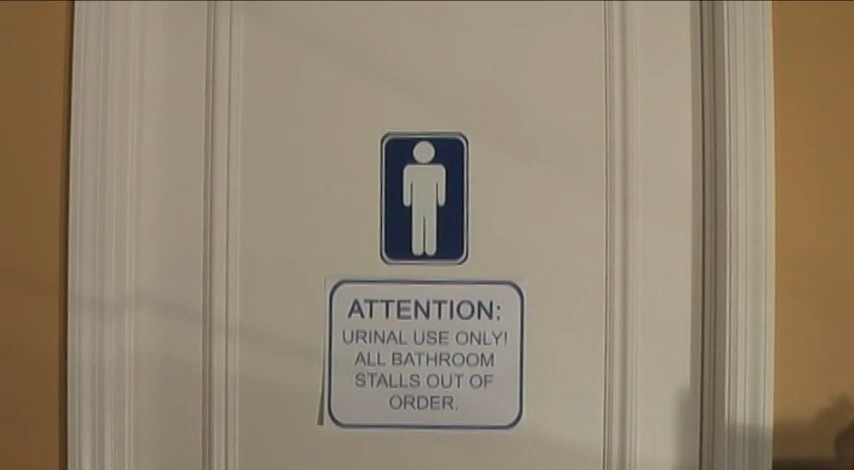 ATTENTION:
URINAL USE ONLY!
ALL BATHROOM
STALLS OUT OF
ORDER.